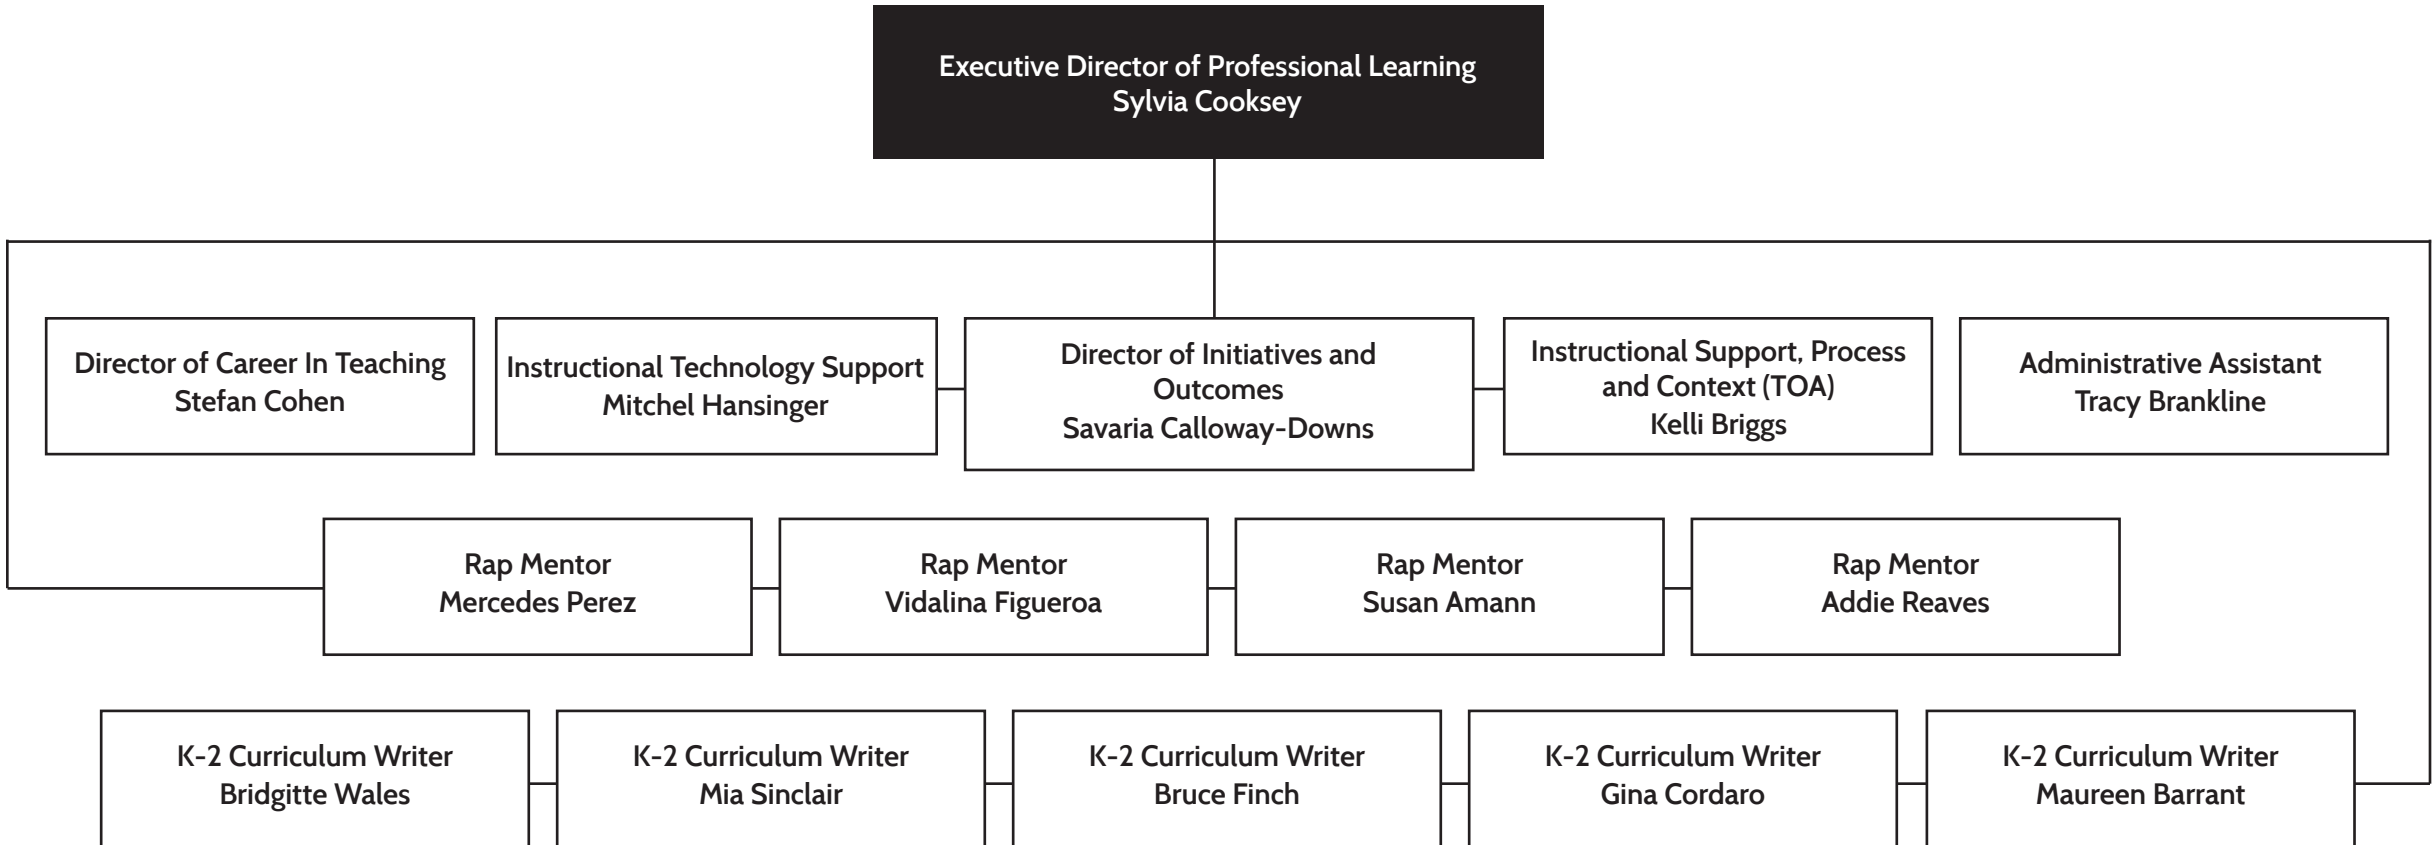 Executive Director of Professional Learning
Sylvia Cooksey
Director of Career In Teaching
Stefan Cohen
Instructional Technology Support
Mitchel Hansinger
Director of Initiatives and
Outcomes
Savaria Calloway-Downs
Instructional Support, Process
and Context (TOA)
Kelli Briggs
Administrative Assistant
Tracy Brankline
Rap Mentor
Mercedes Perez
Rap Mentor
Vidalina Figueroa
Rap Mentor
Susan Amann
Rap Mentor
Addie Reaves
K-2 Curriculum Writer
Bridgitte Wales
K-2 Curriculum Writer
Mia Sinclair
K-2 Curriculum Writer
Bruce Finch
K-2 Curriculum Writer
Gina Cordaro
K-2 Curriculum Writer
Maureen Barrant